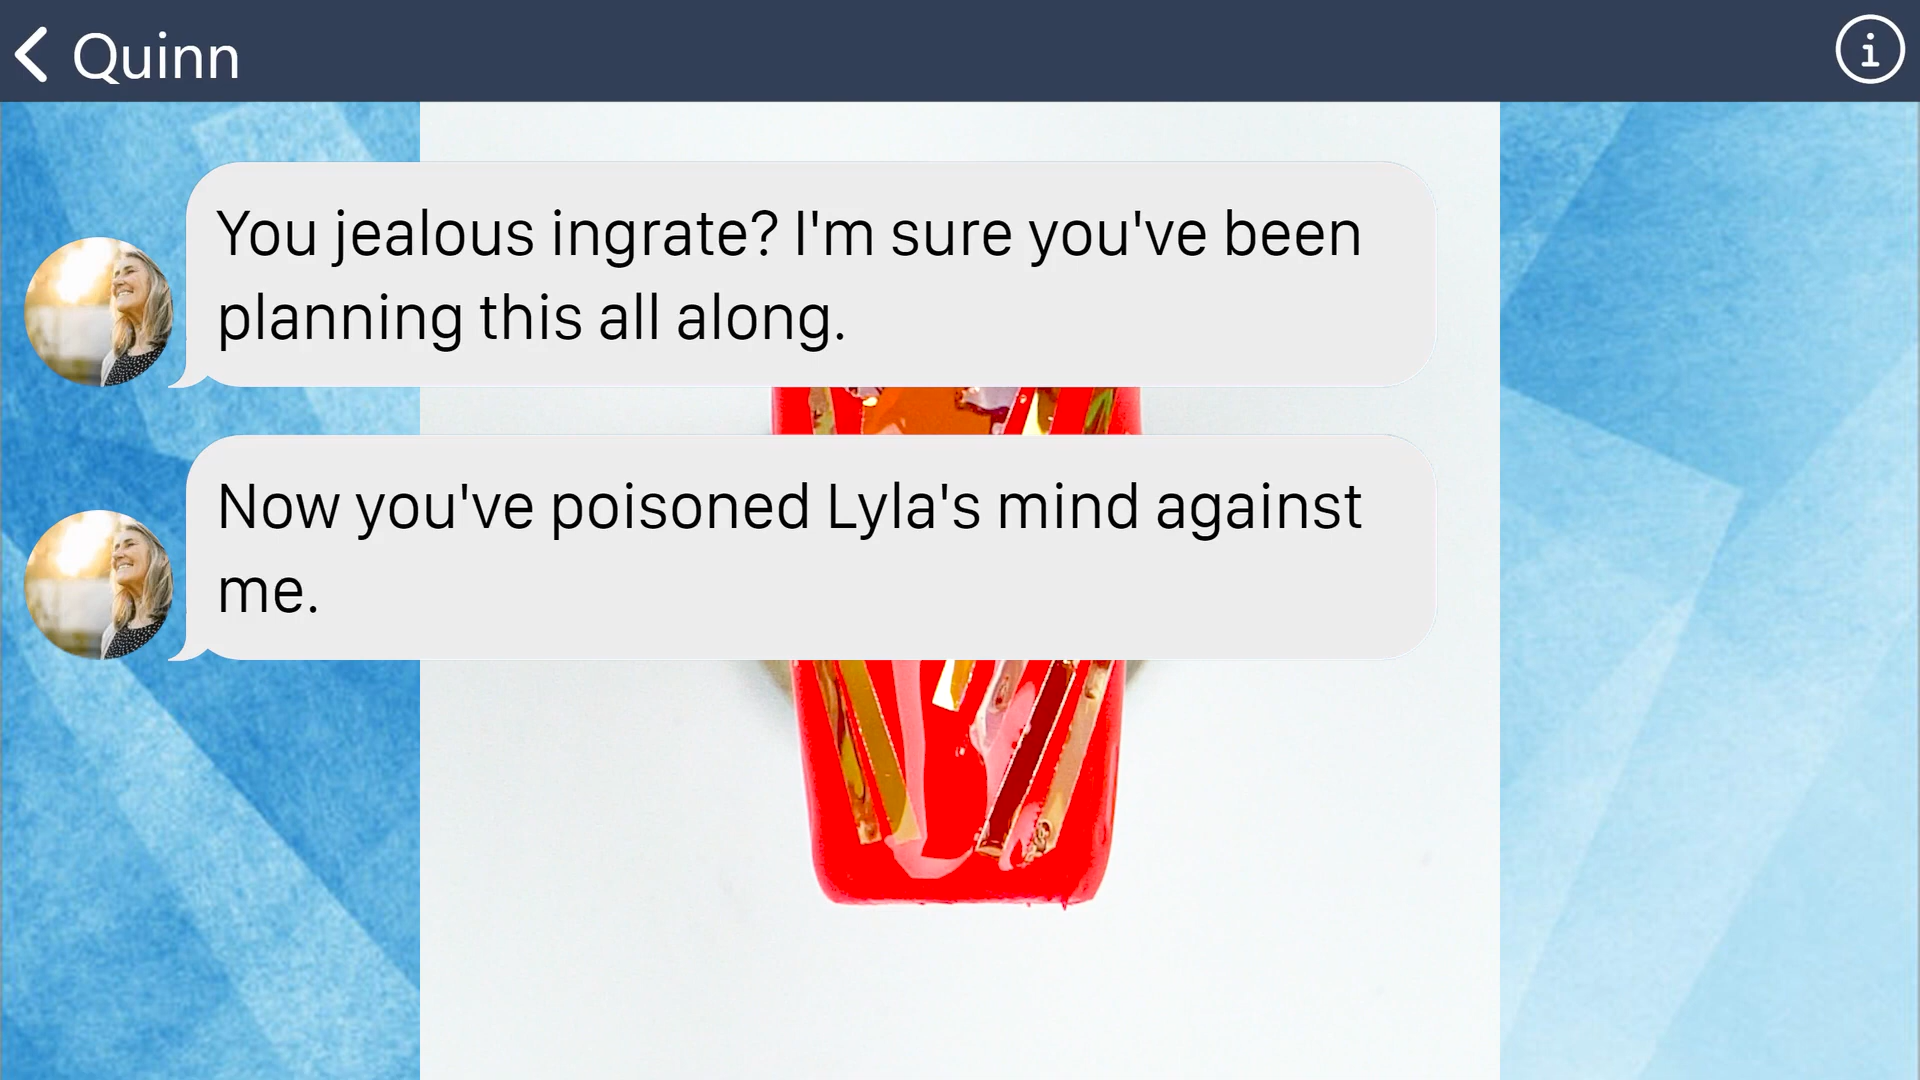 Quinn
You jealous ingrate? I'm sure you've been
planning this all along.
Now you've poisoned Lyla's mind against
me.